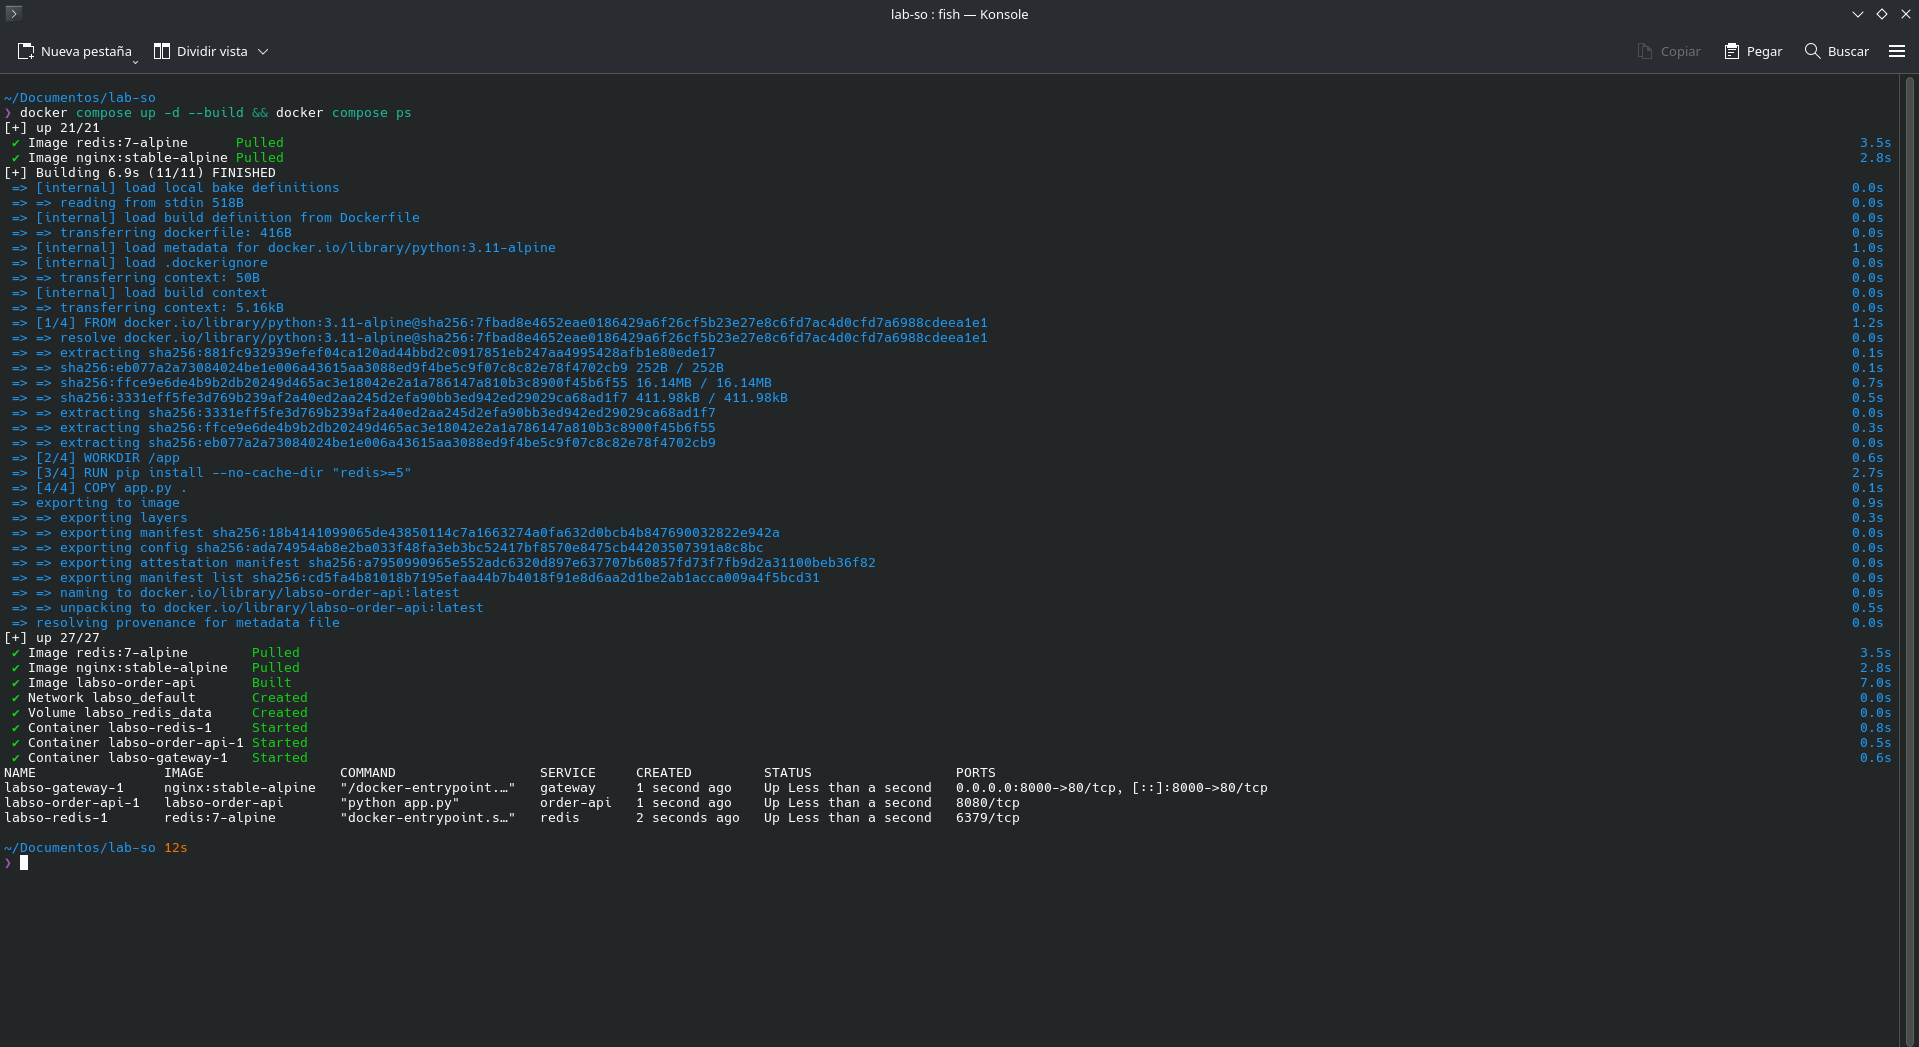 lab-so : fish — Konsole
Nueva pestaña Dividir vista Copiar Pegar Buscar
~/Documentos/lab-so
❯ docker compose up -d --build && docker compose ps
[+] up 21/21
✔ Image redis:7-alpine Pulled 3.5s
✔ Image nginx:stable-alpine Pulled 2.8s
[+] Building 6.9s (11/11) FINISHED
=> [internal] load local bake definitions 0.0s
=> => reading from stdin 518B 0.0s
=> [internal] load build definition from Dockerfile 0.0s
=> => transferring dockerfile: 416B 0.0s
=> [internal] load metadata for docker.io/library/python:3.11-alpine 1.0s
=> [internal] load .dockerignore 0.0s
=> => transferring context: 50B 0.0s
=> [internal] load build context 0.0s
=> => transferring context: 5.16kB 0.0s
=> [1/4] FROM docker.io/library/python:3.11-alpine@sha256:7fbad8e4652eae0186429a6f26cf5b23e27e8c6fd7ac4d0cfd7a6988cdeea1e1 1.2s
=> => resolve docker.io/library/python:3.11-alpine@sha256:7fbad8e4652eae0186429a6f26cf5b23e27e8c6fd7ac4d0cfd7a6988cdeea1e1 0.0s
=> => extracting sha256:881fc932939efef04ca120ad44bbd2c0917851eb247aa4995428afb1e80ede17 0.1s
=> => sha256:eb077a2a73084024be1e006a43615aa3088ed9f4be5c9f07c8c82e78f4702cb9 252B / 252B 0.1s
=> => sha256:ffce9e6de4b9b2db20249d465ac3e18042e2a1a786147a810b3c8900f45b6f55 16.14MB / 16.14MB 0.7s
=> => sha256:3331eff5fe3d769b239af2a40ed2aa245d2efa90bb3ed942ed29029ca68ad1f7 411.98kB / 411.98kB 0.5s
=> => extracting sha256:3331eff5fe3d769b239af2a40ed2aa245d2efa90bb3ed942ed29029ca68ad1f7 0.0s
=> => extracting sha256:ffce9e6de4b9b2db20249d465ac3e18042e2a1a786147a810b3c8900f45b6f55 0.3s
=> => extracting sha256:eb077a2a73084024be1e006a43615aa3088ed9f4be5c9f07c8c82e78f4702cb9 0.0s
=> [2/4] WORKDIR /app 0.6s
=> [3/4] RUN pip install --no-cache-dir "redis>=5" 2.7s
=> [4/4] COPY app.py . 0.1s
=> exporting to image 0.9s
=> => exporting layers 0.3s
=> => exporting manifest sha256:18b4141099065de43850114c7a1663274a0fa632d0bcb4b847690032822e942a 0.0s
=> => exporting config sha256:ada74954ab8e2ba033f48fa3eb3bc52417bf8570e8475cb44203507391a8c8bc 0.0s
=> => exporting attestation manifest sha256:a7950990965e552adc6320d897e637707b60857fd73f7fb9d2a31100beb36f82 0.0s
=> => exporting manifest list sha256:cd5fa4b81018b7195efaa44b7b4018f91e8d6aa2d1be2ab1acca009a4f5bcd31 0.0s
=> => naming to docker.io/library/labso-order-api:latest 0.0s
=> => unpacking to docker.io/library/labso-order-api:latest 0.5s
=> resolving provenance for metadata file 0.0s
[+] up 27/27
✔ Image redis:7-alpine Pulled 3.5s
✔ Image nginx:stable-alpine Pulled 2.8s
✔ Image labso-order-api Built 7.0s
✔ Network labso_default Created 0.0s
✔ Volume labso_redis_data Created 0.0s
✔ Container labso-redis-1 Started 0.8s
✔ Container labso-order-api-1 Started 0.5s
✔ Container labso-gateway-1 Started 0.6s
NAME IMAGE COMMAND SERVICE CREATED STATUS PORTS
labso-gateway-1 nginx:stable-alpine "/docker-entrypoint.…" gateway 1 second ago Up Less than a second 0.0.0.0:8000->80/tcp, [::]:8000->80/tcp
labso-order-api-1 labso-order-api "python app.py" order-api 1 second ago Up Less than a second 8080/tcp
labso-redis-1 redis:7-alpine "docker-entrypoint.s…" redis 2 seconds ago Up Less than a second 6379/tcp
~/Documentos/lab-so 12s
❯